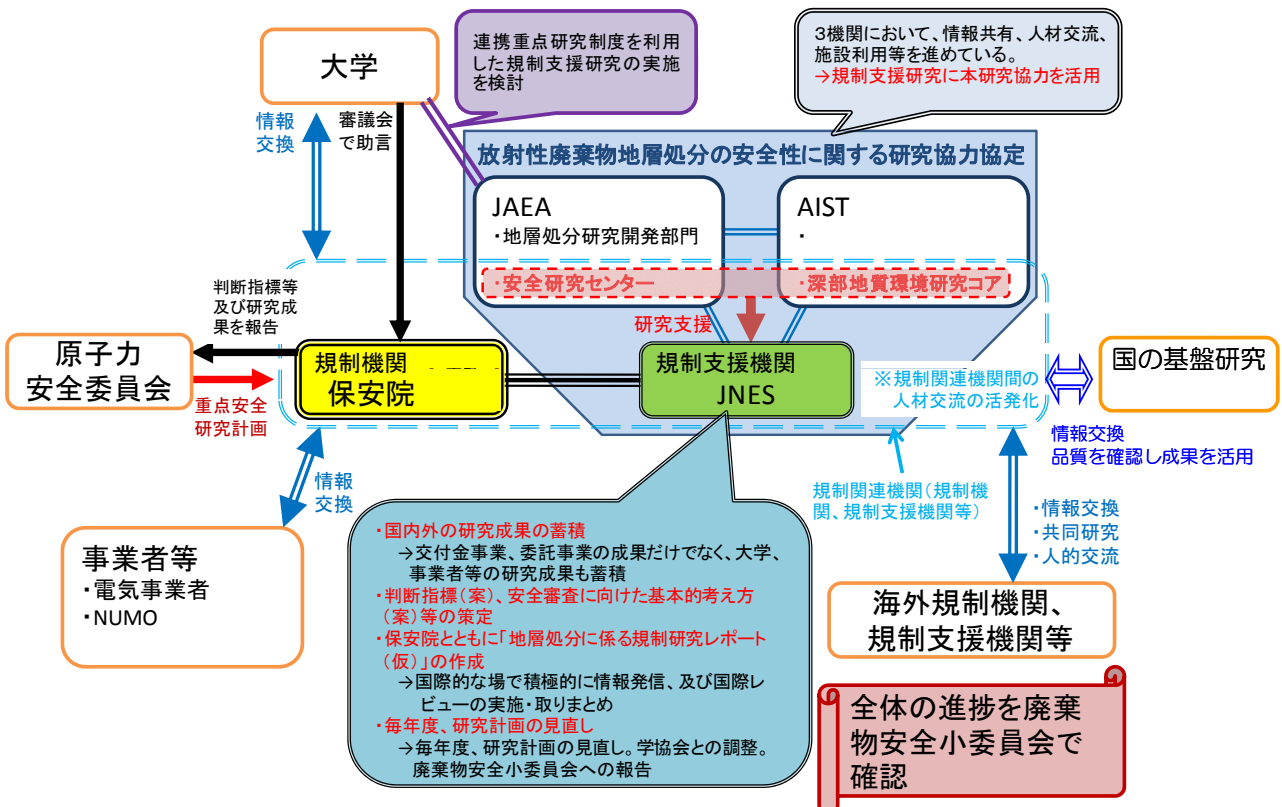 大学
連携重点研究制度を利用
した規制支援研究の実施
を検討
3機関において、情報共有、人材交流、
施設利用等を進めている。
→規制支援研究に本研究協力を活用
情報
交換
審議会
で助言
放射性廃棄物地層処分の安全性に関する研究協力協定
JAEA
・地層処分研究開発部門
・安全研究センター
AIST
・
・深部地質環境研究コア
研究支援
判断指標等
及び研究成
果を報告
原子力
安全委員会
重点安全
研究計画
規制機関
保安院
規制支援機関
JNES
※規制関連機関間の
人材交流の活発化
国の基盤研究
情報交換
品質を確認し成果を活用
情報
交換
規制関連機関(規制機
関、規制支援機関等)
・情報交換
・共同研究
・人的交流
事業者等
・電気事業者
・NUMO
・国内外の研究成果の蓄積
→交付金事業、委託事業の成果だけでなく、大学、
事業者等の研究成果も蓄積
・判断指標(案)、安全審査に向けた基本的考え方
(案)等の策定
・保安院とともに「地層処分に係る規制研究レポート
(仮)」の作成
→国際的な場で積極的に情報発信、及び国際レ
ビューの実施・取りまとめ
・毎年度、研究計画の見直し
→毎年度、研究計画の見直し。学協会との調整。
廃棄物安全小委員会への報告
海外規制機関、
規制支援機関等
全体の進捗を廃棄
物安全小委員会で
確認